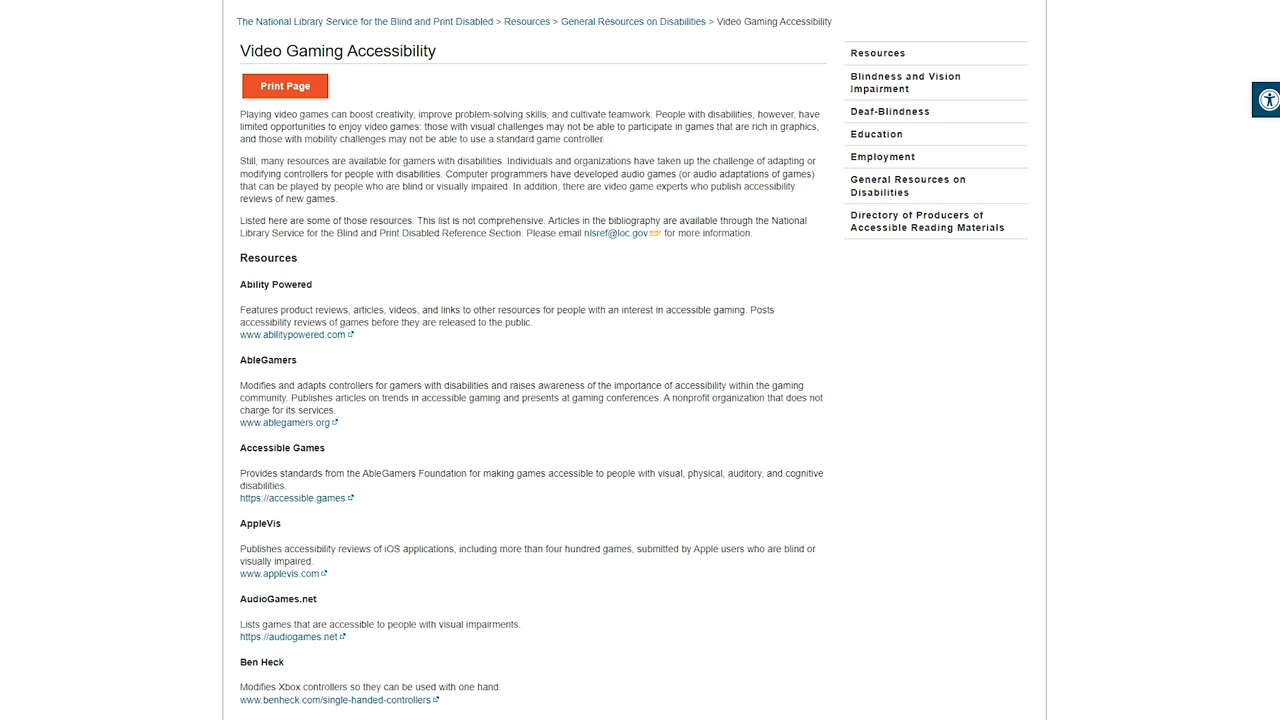 The National Library Service for the Blind and Print Disabled > Resources > General Resources on Disabilities > Video Gaming Accessibility
Video Gaming Accessibility
Print Page
Playing video games can boost creativity, improve problem-solving skills, and cultivate teamwork. People with disabilities, however, have
limited opportunities to enjoy video games: those with visual challenges may not be able to participate in games that are rich in graphics,
and those with mobility challenges may not be able to use a standard game controller.
Still, many resources are available for gamers with disabilities. Individuals and organizations have taken up the challenge of adapting or
modifying controllers for people with disabilities. Computer programmers have developed audio games (or audio adaptations of games)
that can be played by people who are blind or visually impaired. In addition, there are video game experts who publish accessibility
reviews of new games.
Listed here are some of those resources. This list is not comprehensive. Articles in the bibliography are available through the National
Library Service for the Blind and Print Disabled Reference Section. Please email nlsref@loc.gov for more information.
Resources
Ability Powered
Features product reviews, articles, videos, and links to other resources for people with an interest in accessible gaming. Posts
accessibility reviews of games before they are released to the public.
www.abilitypowered.com
AbleGamers
Modifies and adapts controllers for gamers with disabilities and raises awareness of the importance of accessibility within the gaming
community. Publishes articles on trends in accessible gaming and presents at gaming conferences. A nonprofit organization that does not
charge for its services.
www.ablegamers.org
Accessible Games
Provides standards from the AbleGamers Foundation for making games accessible to people with visual, physical, auditory, and cognitive
disabilities.
https://accessible.games
AppleVis
Publishes accessibility reviews of iOS applications, including more than four hundred games, submitted by Apple users who are blind or
visually impaired.
www.applevis.com
AudioGames.net
Lists games that are accessible to people with visual impairments.
https://audiogames.net
Ben Heck
Modifies Xbox controllers so they can be used with one hand.
www.benheck.com/single-handed-controllers
Resources
Blindness and Vision
Impairment
Deaf-Blindness
Education
Employment
General Resources on
Disabilities
Directory of Producers of
Accessible Reading Materials